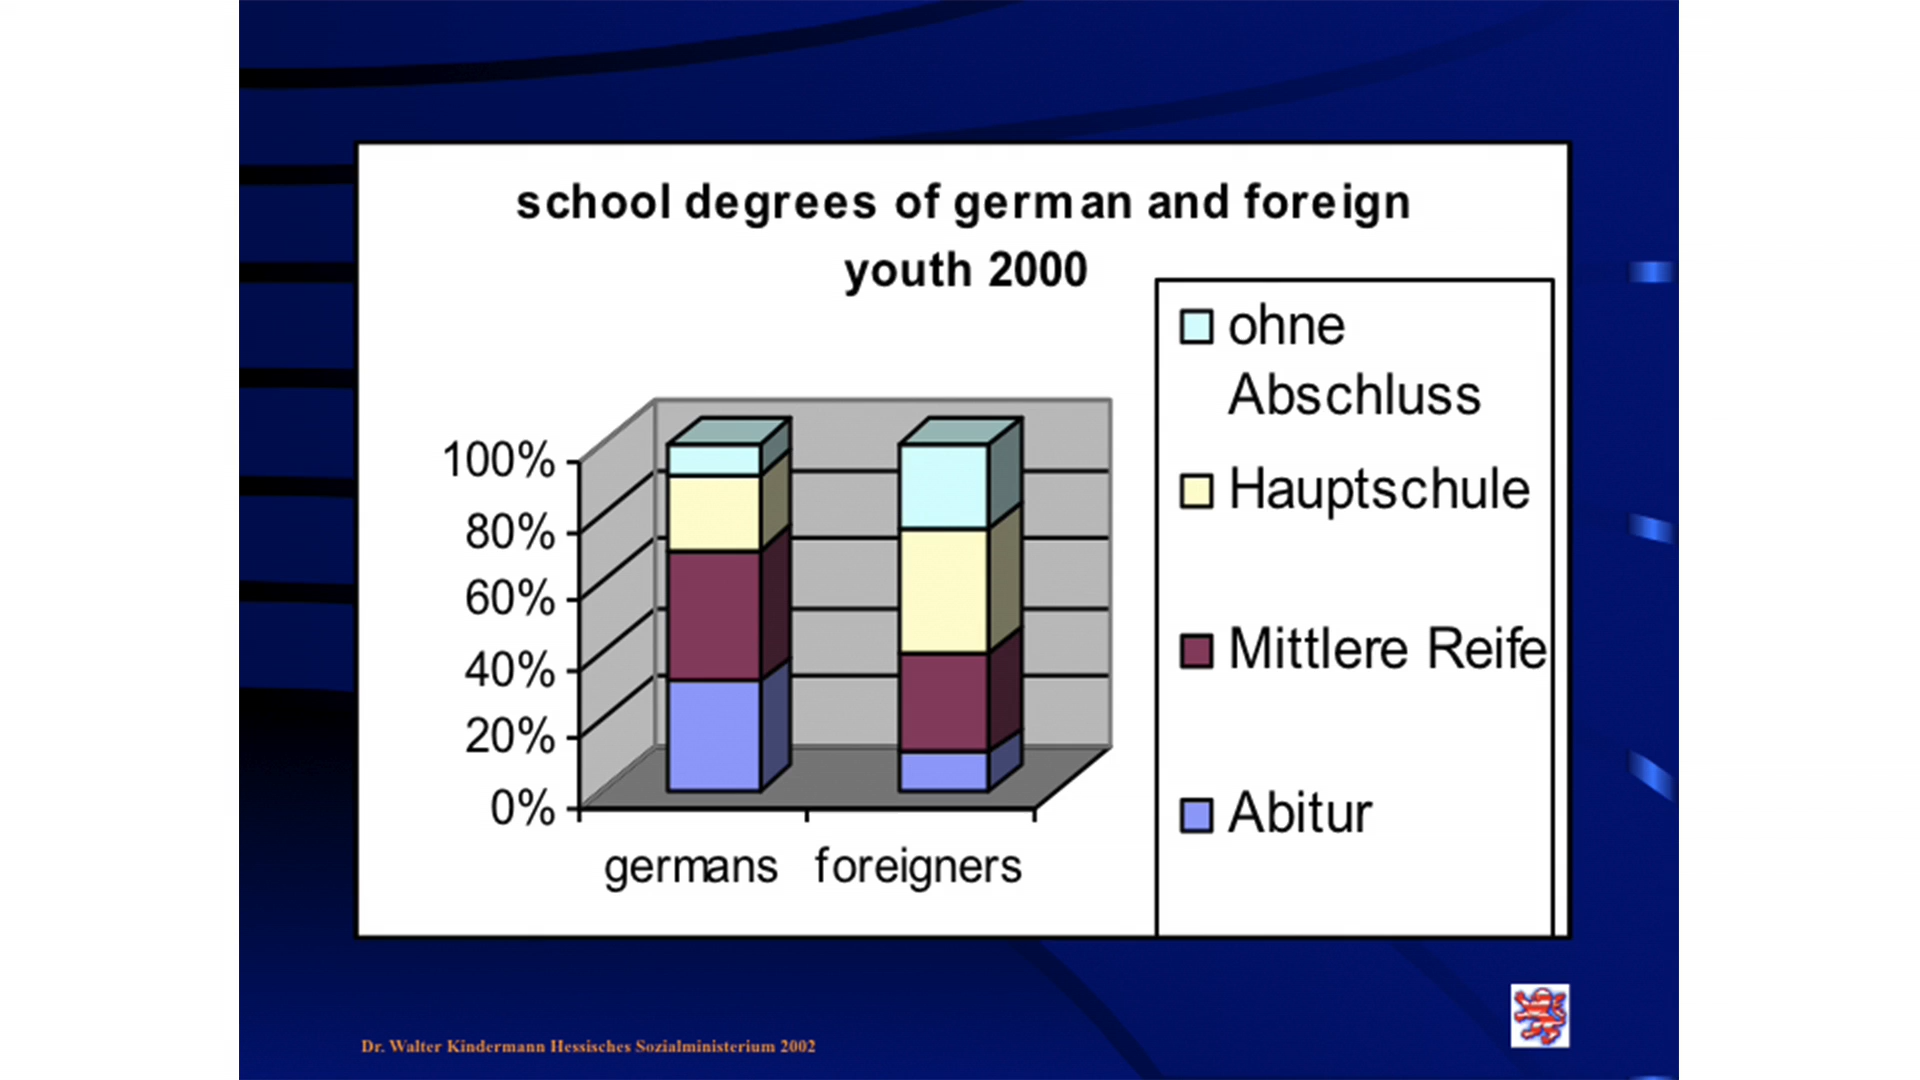 school degrees of german and foreign
youth 2000
ohne
Abschluss
Hauptschule
Mittlere Reife
Abitur
100%
80%
60%
40%
20%
0%
germans
foreigners
Dr. Walter Kindermann Hessisches Sozialministerium 2002